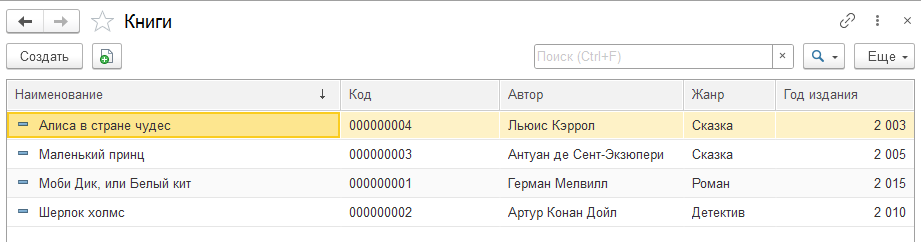 Книги
Создать Поиск (Ctrl+F) × Еще
Наименование ↓ Код Автор Жанр Год издания
Алиса в стране чудес 000000004 Льюис Кэррол Сказка 2 003
Маленький принц 000000003 Антуан де Сент-Экзюпери Сказка 2 005
Моби Дик, или Белый кит 000000001 Герман Мелвилл Роман 2 015
Шерлок холмс 000000002 Артур Конан Дойл Детектив 2 010